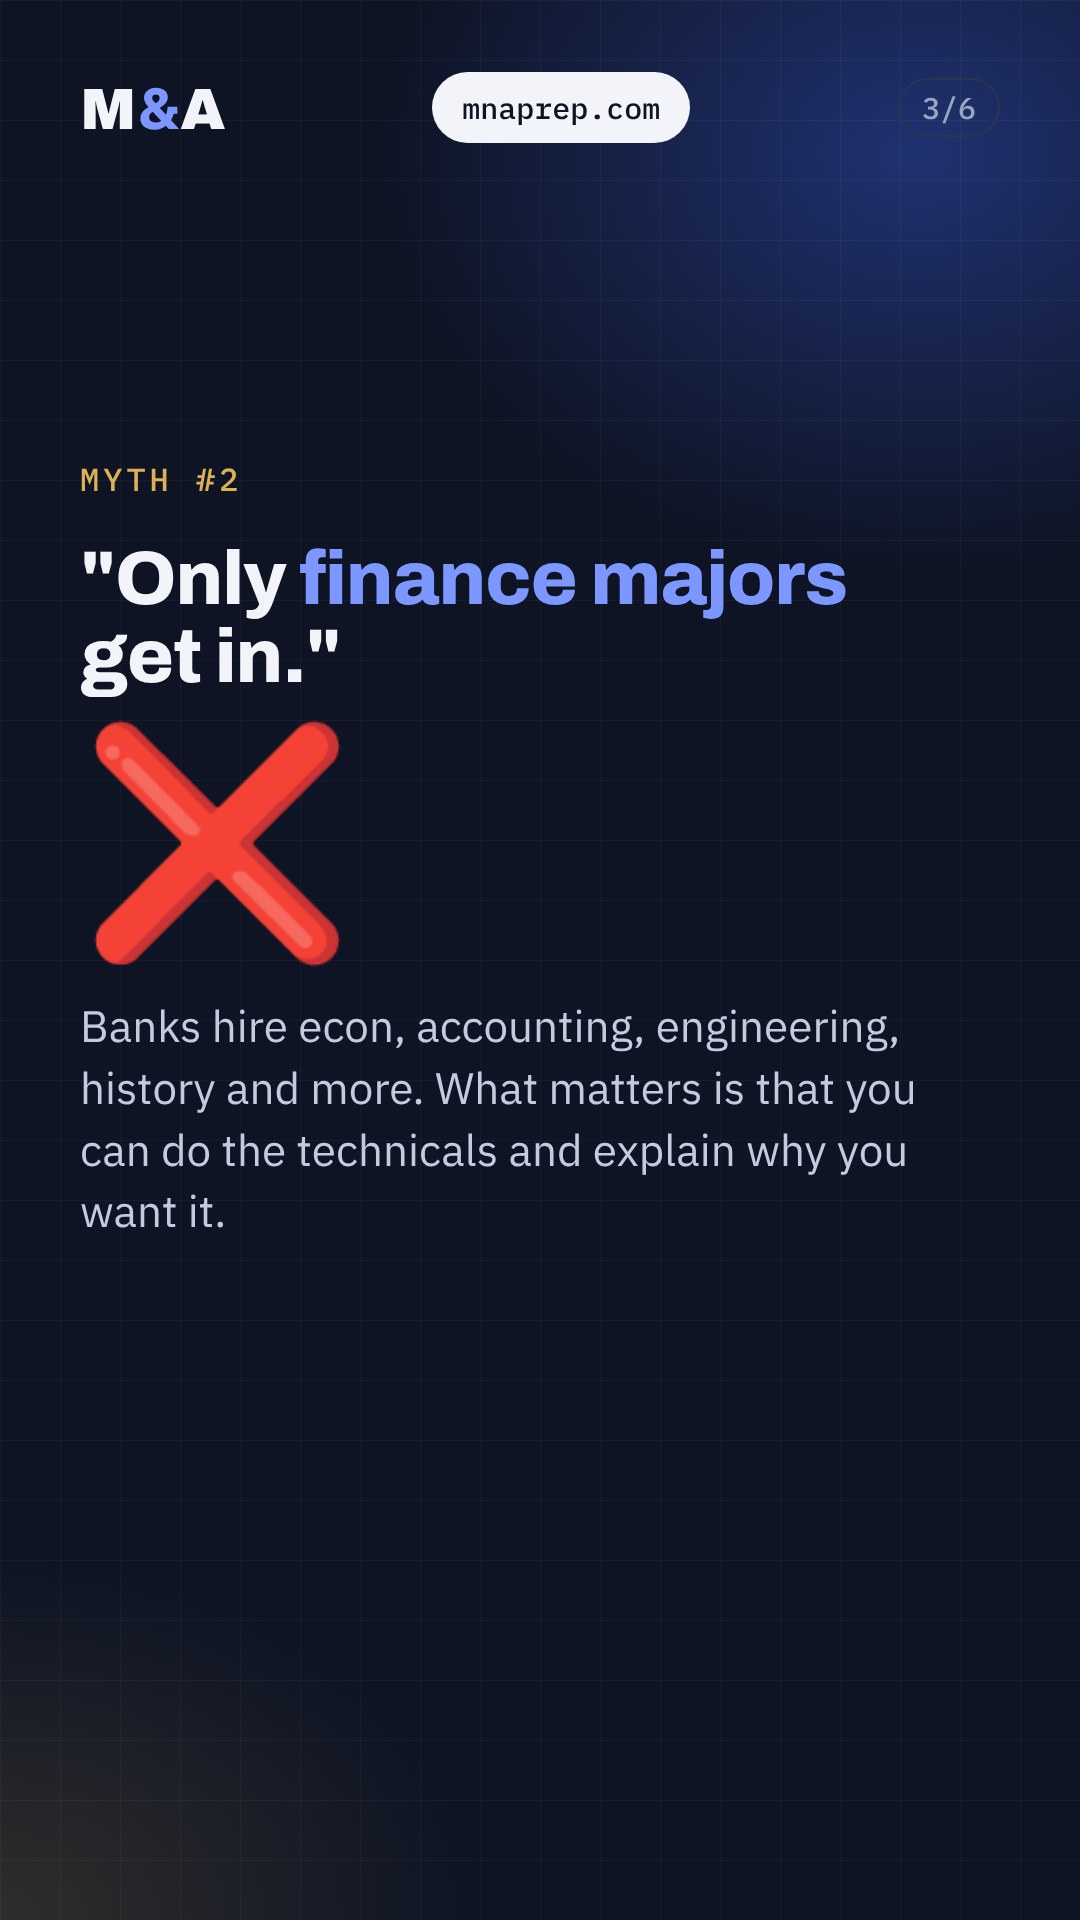 M&A
mnaprep.com
3/6
MYTH #2
"Only finance majors
get in."
Banks hire econ, accounting, engineering,
history and more. What matters is that you
can do the technicals and explain why you
want it.